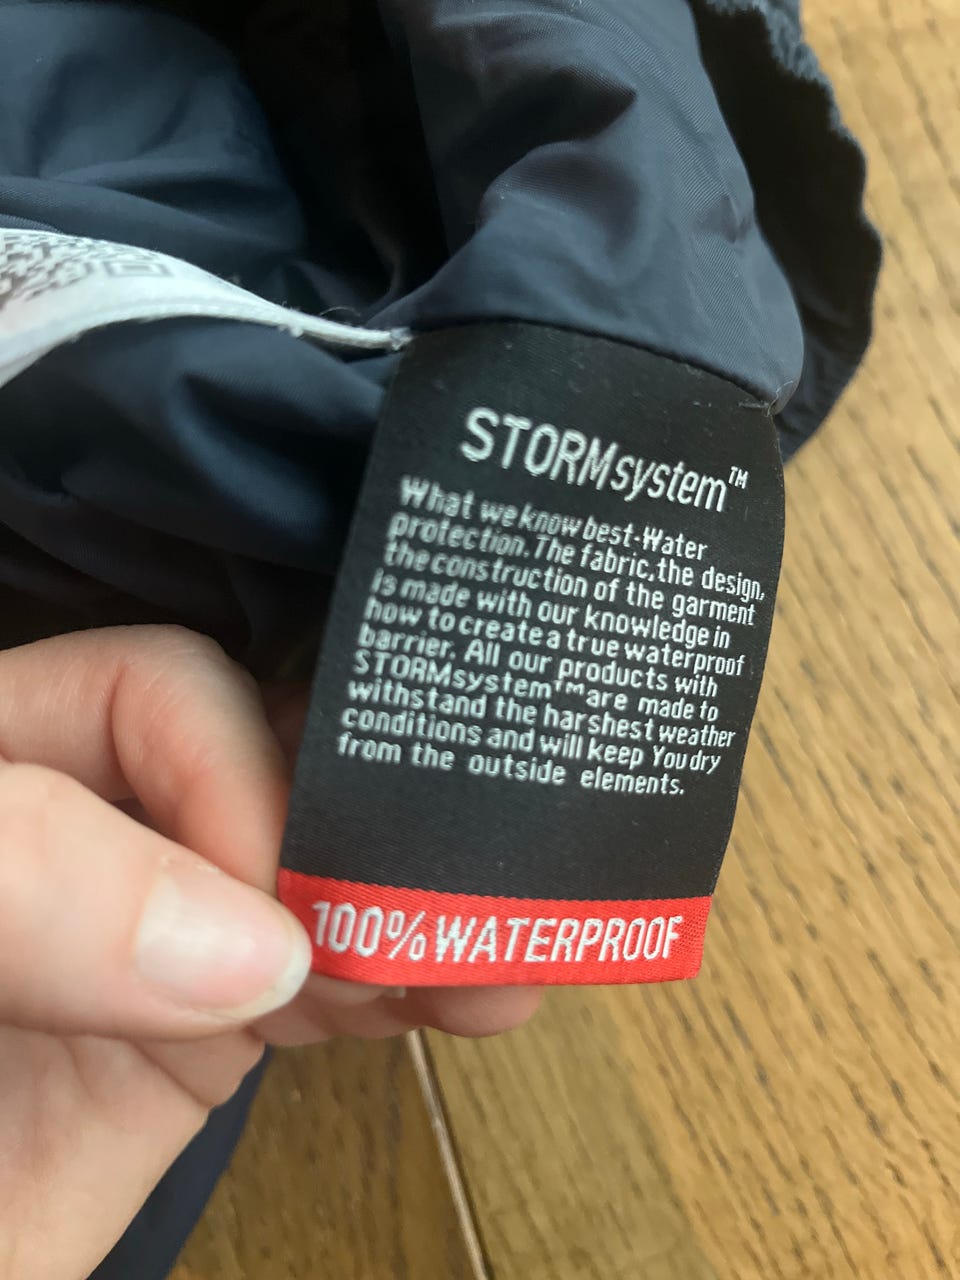 STORMsystem™
What we know best-Water
protection. The fabric, the design,
the construction of the garment
is made with our knowledge in
how to create a true waterproof
barrier. All our products with
STORMsystem™ are made to
withstand the harshest weather
conditions and will keep You dry
from the outside elements.
100% WATERPROOF